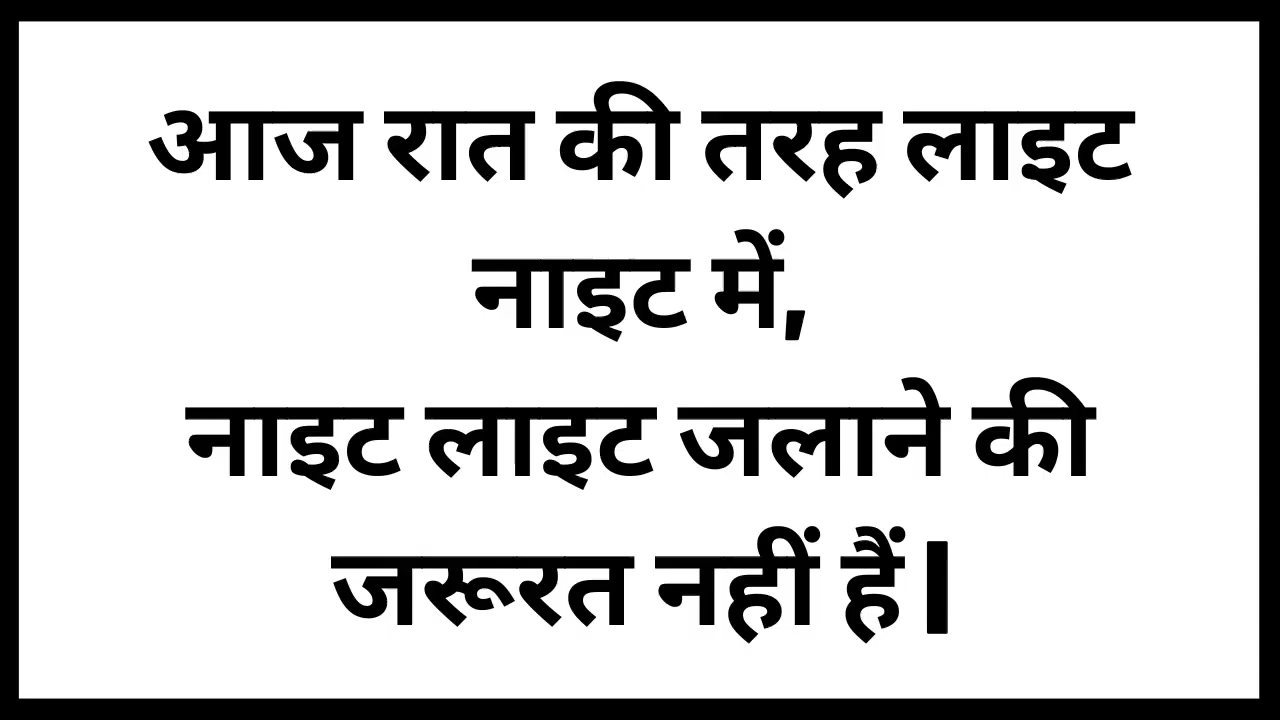 आज रात की तरह लाइट
नाइट में,
नाइट लाइट जलाने की
जरूरत नहीं हैं|